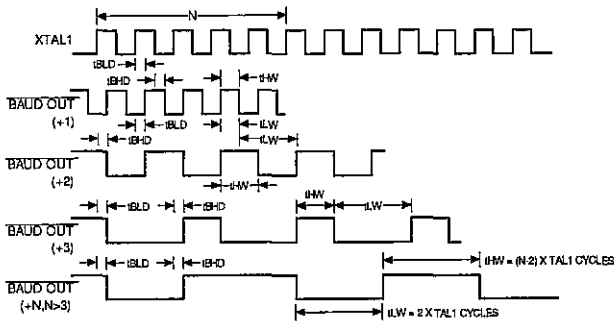 N
XTAL1
tBLD
tBHD
tHW
BAUD OUT
(+1)
tBLD
tLW
tBHD
tLW
BAUD OUT
(+2)
tHW
tHW
tBLD
tBHD
tLW
BAUD OUT
(+3)
tBLD
tBHD
tHW = (N-2) X TAL1 CYCLES
BAUD OUT
(+N,N>3)
tLW = 2 X TAL1 CYCLES